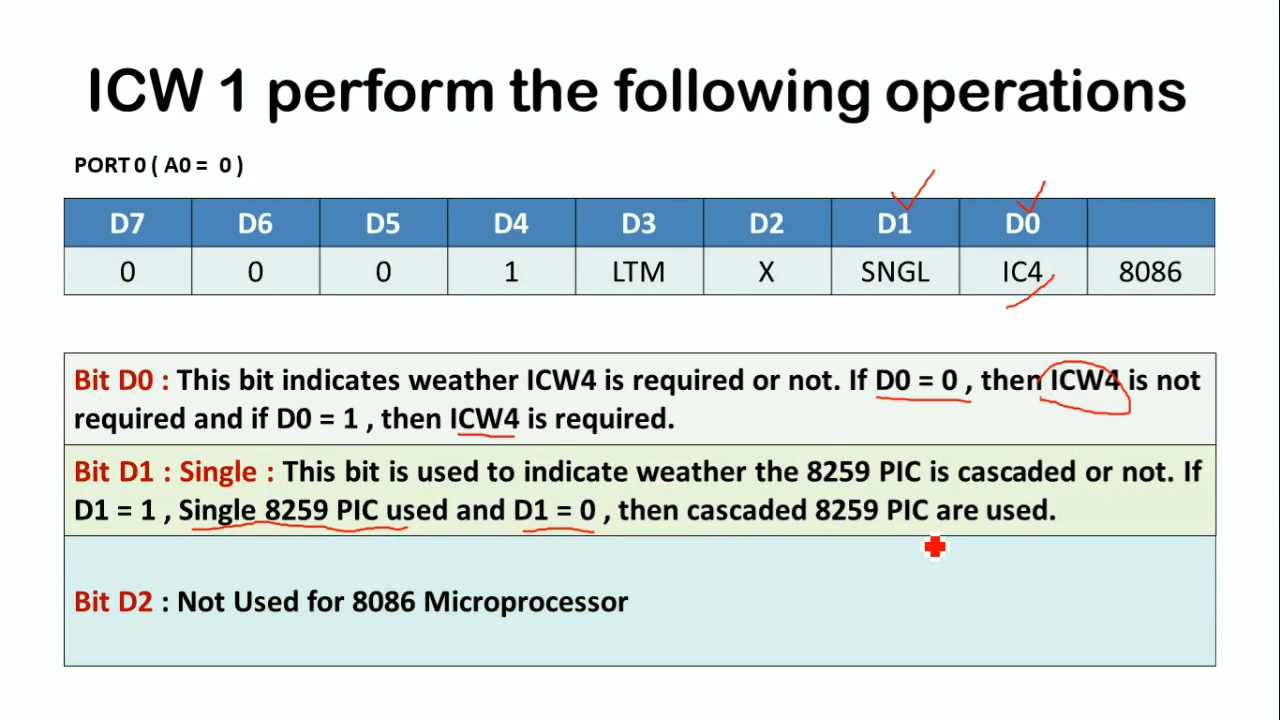 ICW 1 perform the following operations
PORT 0 ( A0 = 0 )
D7 D6 D5 D4 D3 D2 D1 D0
0 0 0 1 LTM X SNGL IC4 8086
Bit D0 : This bit indicates weather ICW4 is required or not. If D0 = 0 , then ICW4 is not
required and if D0 = 1 , then ICW4 is required.
Bit D1 : Single : This bit is used to indicate weather the 8259 PIC is cascaded or not. If
D1 = 1 , Single 8259 PIC used and D1 = 0 , then cascaded 8259 PIC are used.
Bit D2 : Not Used for 8086 Microprocessor